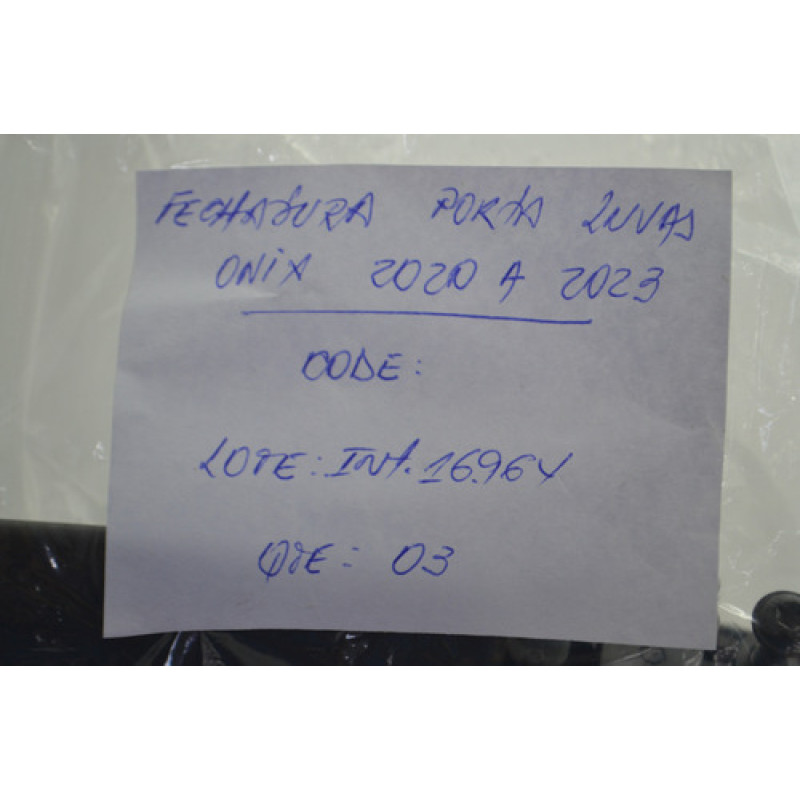 FECHADURA PORTA LUVAS
ONIX 2020 A 2023
CODE:
LOTE: INT. 16964
QTE: 03